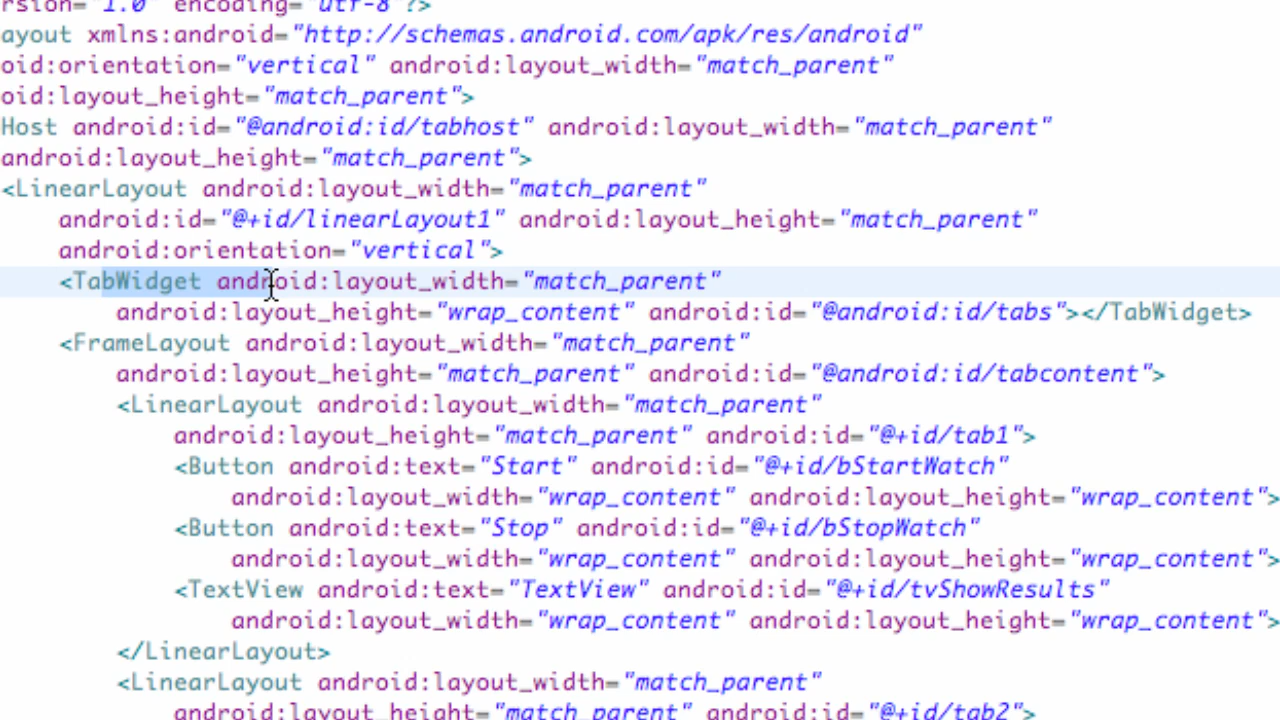 rsion="1.0" encoding="utf-8"?>
ayout xmlns:android="http://schemas.android.com/apk/res/android"
oid:orientation="vertical" android:layout_width="match_parent"
oid:layout_height="match_parent">
Host android:id="@android:id/tabhost" android:layout_width="match_parent"
android:layout_height="match_parent">
<LinearLayout android:layout_width="match_parent"
android:id="@+id/linearLayout1" android:layout_height="match_parent"
android:orientation="vertical">
<TabWidget android:layout_width="match_parent"
android:layout_height="wrap_content" android:id="@android:id/tabs"></TabWidget>
<FrameLayout android:layout_width="match_parent"
android:layout_height="match_parent" android:id="@android:id/tabcontent">
<LinearLayout android:layout_width="match_parent"
android:layout_height="match_parent" android:id="@+id/tab1">
<Button android:text="Start" android:id="@+id/bStartWatch"
android:layout_width="wrap_content" android:layout_height="wrap_content">
<Button android:text="Stop" android:id="@+id/bStopWatch"
android:layout_width="wrap_content" android:layout_height="wrap_content">
<TextView android:text="TextView" android:id="@+id/tvShowResults"
android:layout_width="wrap_content" android:layout_height="wrap_content">
</LinearLayout>
<LinearLayout android:layout_width="match_parent"
android:layout_height="match_parent" android:id="@+id/tab2">